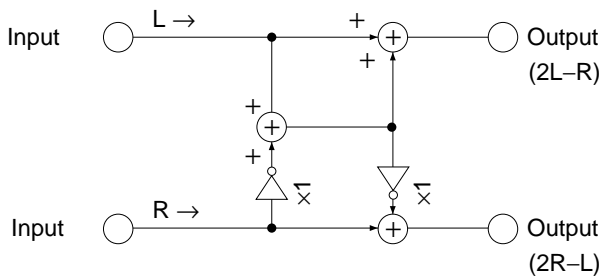 Input
L →
+
+
+
Output
(2L–R)
+
+
+
+
×1
×1
Input
R →
+
Output
(2R–L)